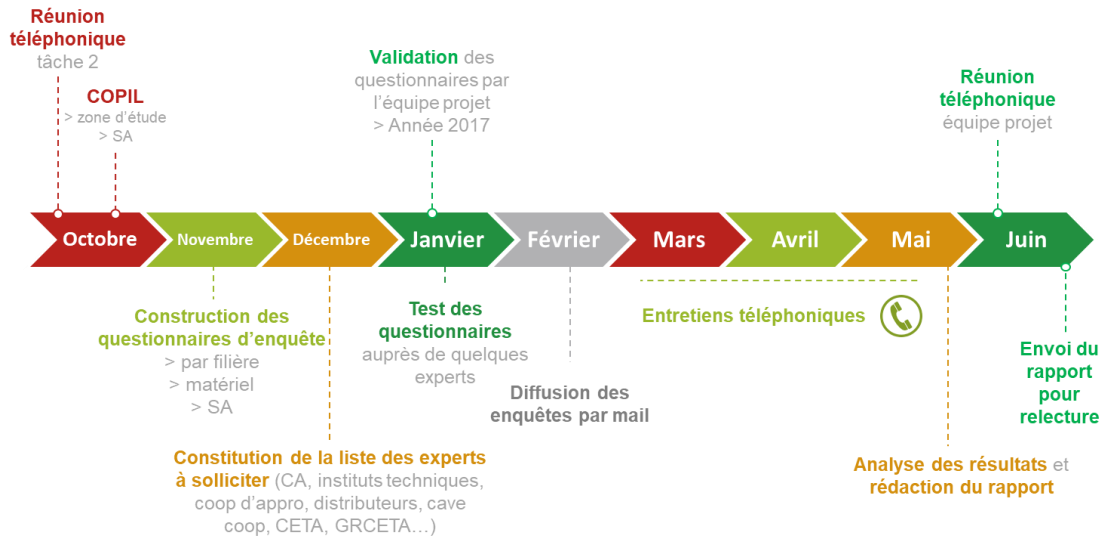 Réunion
téléphonique
tâche 2
COPIL
> zone d'étude
> SA
Validation des
questionnaires par
l'équipe projet
> Année 2017
Réunion
téléphonique
équipe projet
Octobre
Novembre
Décembre
Janvier
Février
Mars
Avril
Mai
Juin
Construction des
questionnaires d'enquête
> par filière
> matériel
> SA
Test des
questionnaires
auprès de quelques
experts
Entretiens téléphoniques
Diffusion des
enquêtes par mail
Envoi du
rapport
pour
relecture
Constitution de la liste des experts
à solliciter (CA, instituts techniques,
coop d'appro, distributeurs, cave
coop, CETA, GRCETA…)
Analyse des résultats et
rédaction du rapport